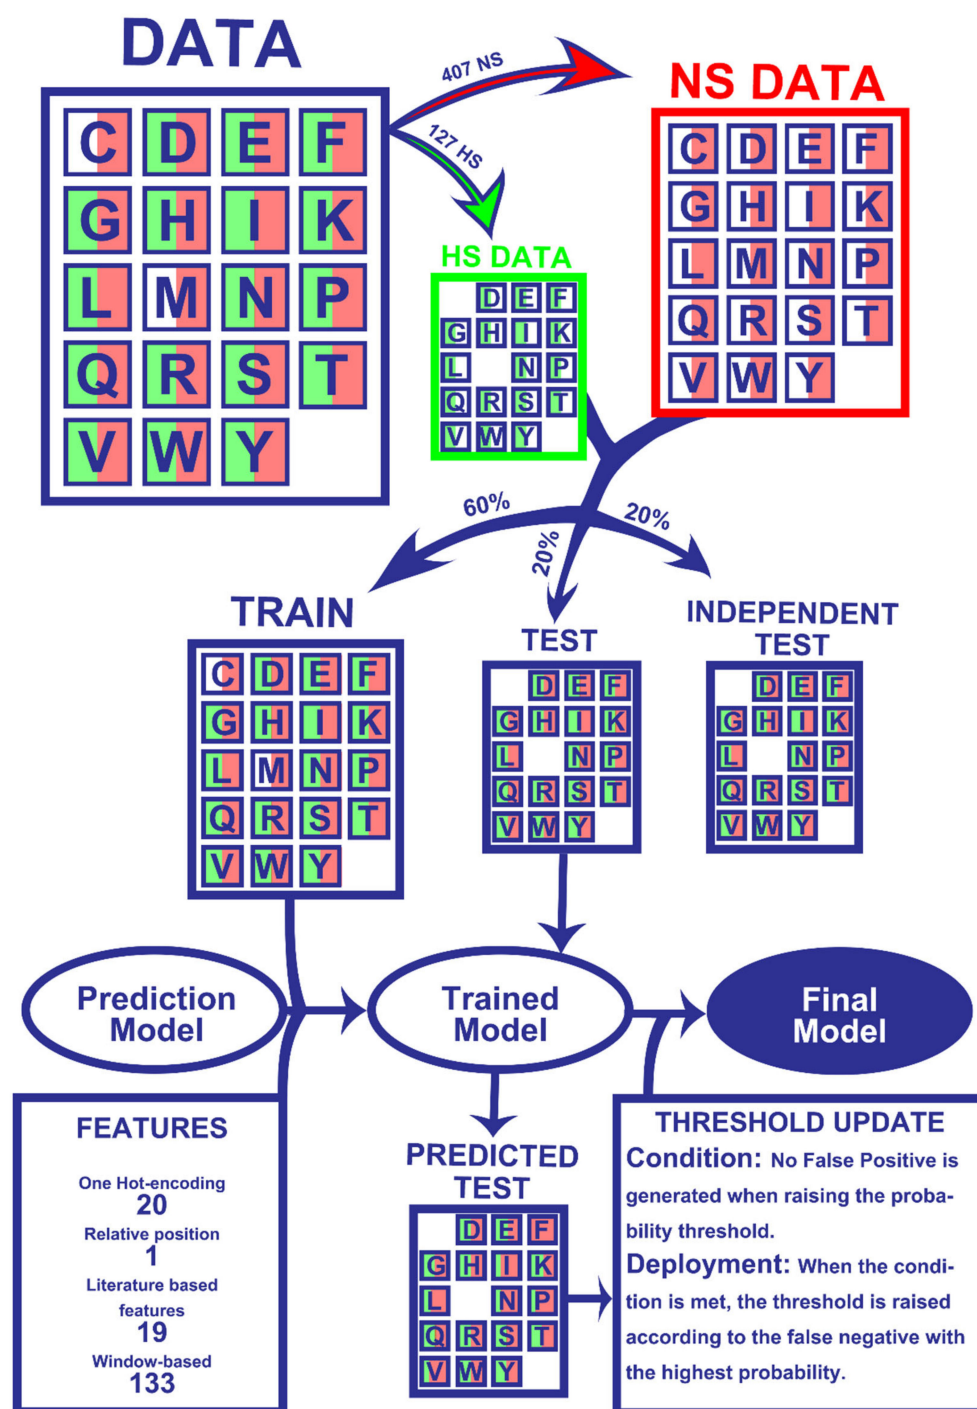 DATA
407 NS
127 HS
NS DATA
C D E F
G H I K
L M N P
Q R S T
V W Y
C D E F
G H I K
L M N P
Q R S T
V W Y
HS DATA
D E F
G H I K
L N P
Q R S T
V W Y
60%
20%
20%
TRAIN
C D E F
G H I K
L M N P
Q R S T
V W Y
TEST
D E F
G H I K
L N P
Q R S T
V W Y
INDEPENDENT
TEST
D E F
G H I K
L N P
Q R S T
V W Y
Prediction
Model
Trained
Model
Final
Model
FEATURES
One Hot-encoding
20
Relative position
1
Literature based
features
19
Window-based
133
PREDICTED
TEST
D E F
G H I K
L N P
Q R S T
V W Y
THRESHOLD UPDATE
Condition: No False Positive is
generated when raising the proba-
bility threshold.
Deployment: When the condi-
tion is met, the threshold is raised
according to the false negative with
the highest probability.